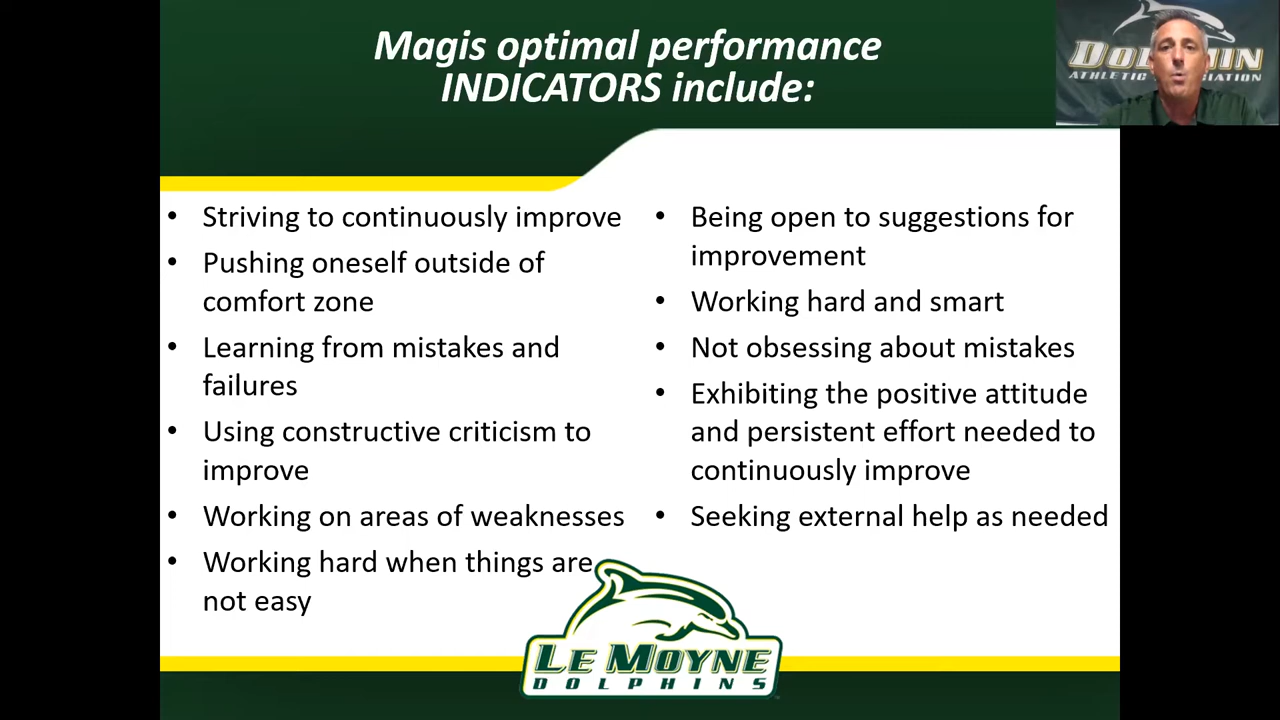 Magis optimal performance
INDICATORS include:
DOLPHIN
ATHLETIC ASSOCIATION
• Striving to continuously improve
• Pushing oneself outside of
comfort zone
• Learning from mistakes and
failures
• Using constructive criticism to
improve
• Working on areas of weaknesses
• Working hard when things are
not easy
• Being open to suggestions for
improvement
• Working hard and smart
• Not obsessing about mistakes
• Exhibiting the positive attitude
and persistent effort needed to
continuously improve
• Seeking external help as needed
LE MOYNE
DOLPHINS